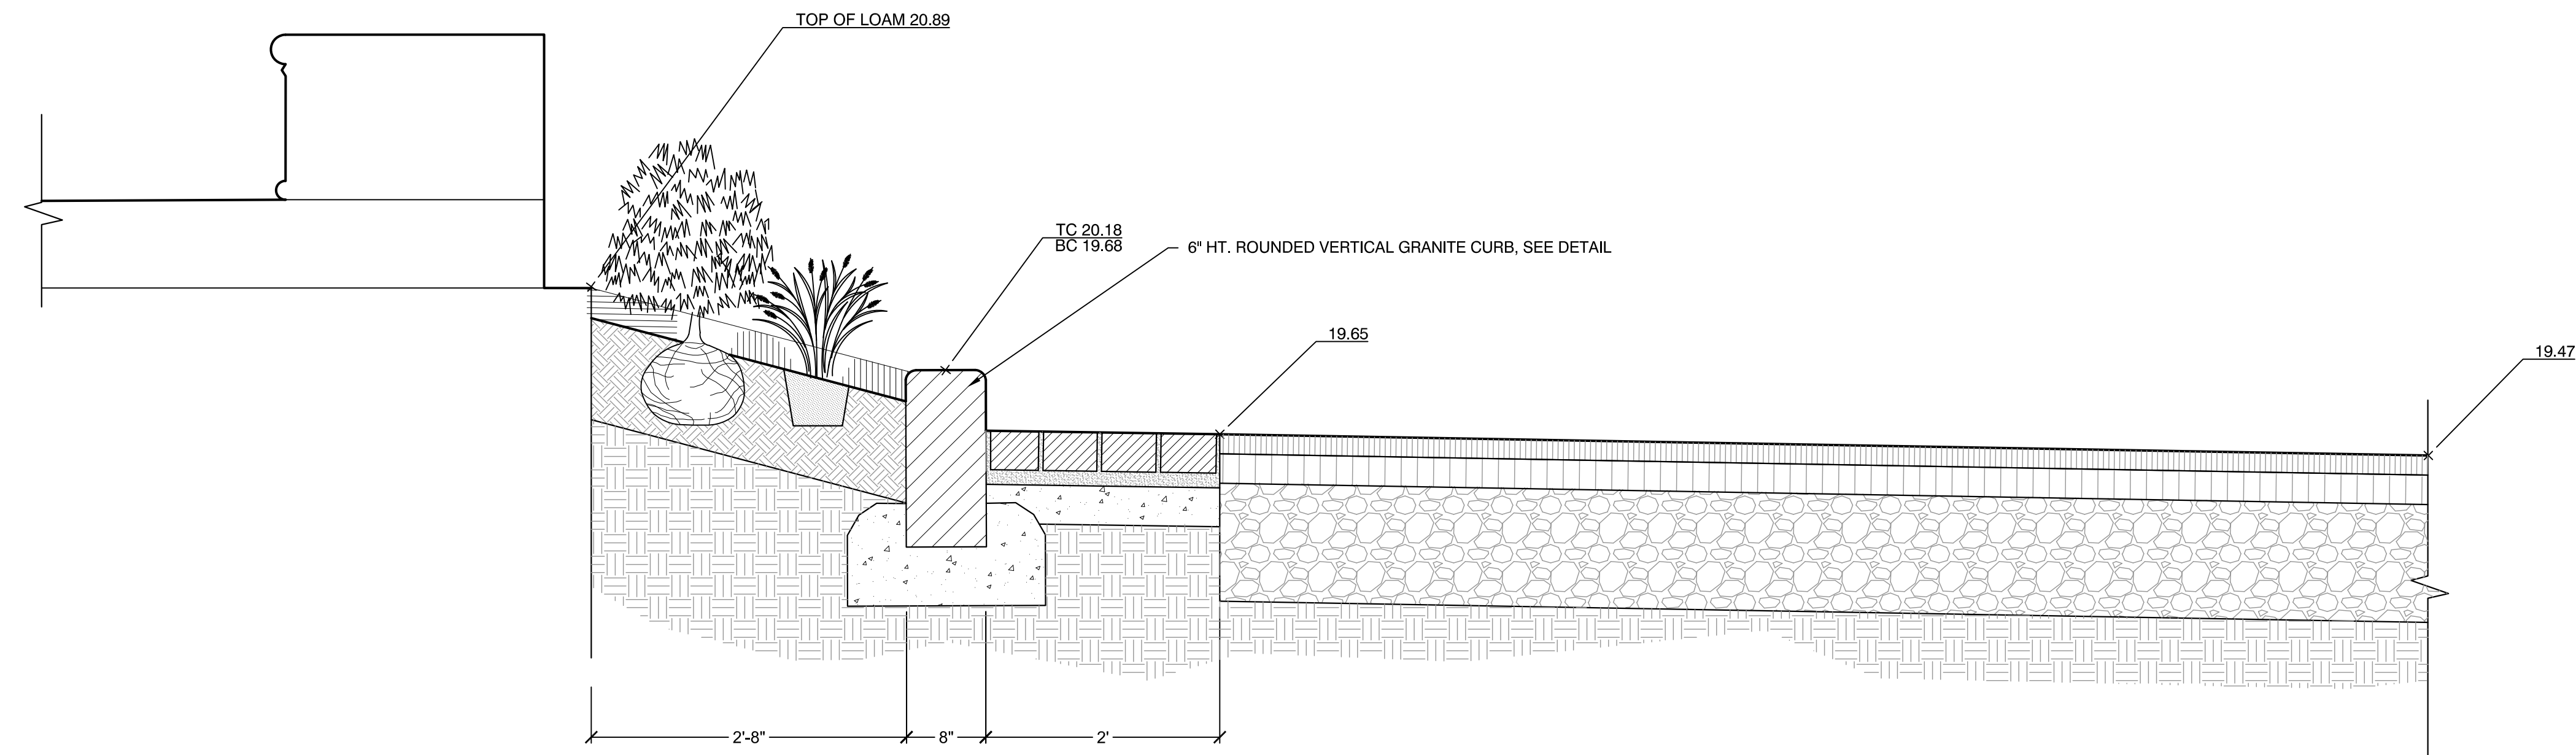 TOP OF LOAM 20.89
TC 20.18
BC 19.68
6" HT. ROUNDED VERTICAL GRANITE CURB, SEE DETAIL
19.65
19.47
2'-8"
8"
2'